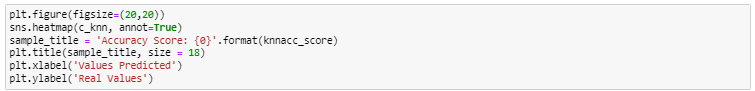 plt.figure(figsize=(20,20))
sns.heatmap(c_knn, annot=True)
sample_title = 'Accuracy Score: {0}'.format(knnacc_score)
plt.title(sample_title, size = 18)
plt.xlabel('Values Predicted')
plt.ylabel('Real Values')